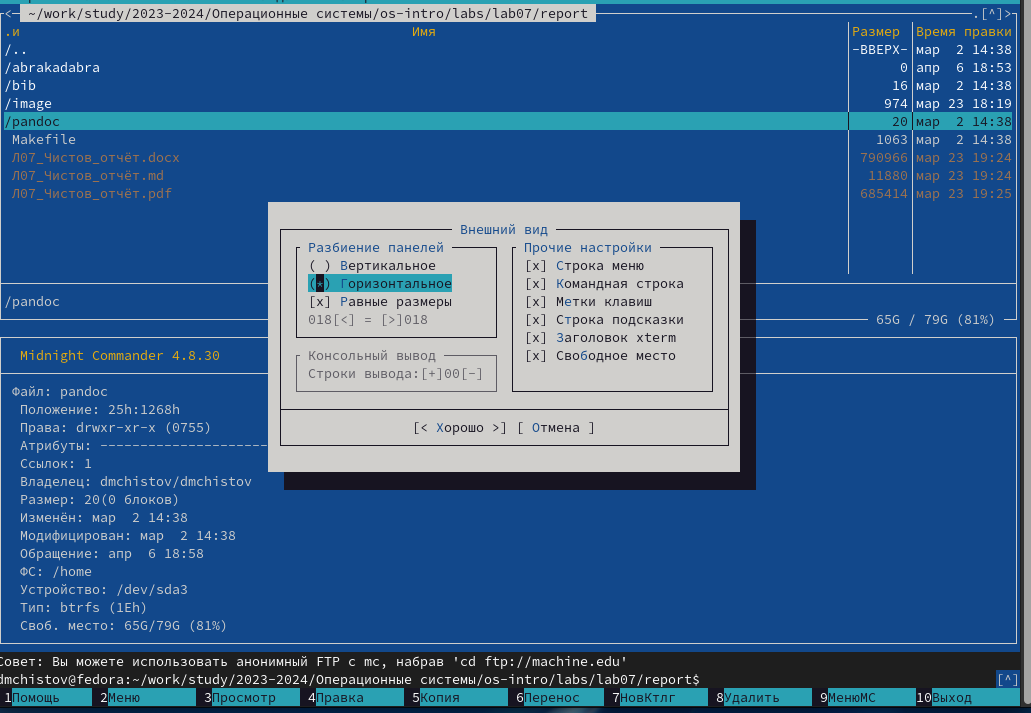 <─ ~/work/study/2023-2024/Операционные системы/os-intro/labs/lab07/report ─.[^]>
.и Имя Размер Время правки
/.. -ВВЕРХ- мар 2 14:38
/abrakadabra 0 апр 6 18:53
/bib 16 мар 2 14:38
/image 974 мар 23 18:19
/pandoc 20 мар 2 14:38
Makefile 1063 мар 2 14:38
Л07_Чистов_отчёт.docx 790966 мар 23 19:24
Л07_Чистов_отчёт.md 11880 мар 23 19:24
Л07_Чистов_отчёт.pdf 685414 мар 23 19:25
/pandoc
65G / 79G (81%)
Внешний вид
Разбиение панелей
( ) Вертикальное
(*) Горизонтальное
[x] Равные размеры
018[<] = [>]018
Консольный вывод
Строки вывода:[+]00[-]
Прочие настройки
[x] Строка меню
[x] Командная строка
[x] Метки клавиш
[x] Строка подсказки
[x] Заголовок xterm
[x] Свободное место
[< Хорошо >] [ Отмена ]
Midnight Commander 4.8.30
Файл: pandoc
Положение: 25h:1268h
Права: drwxr-xr-x (0755)
Атрибуты: ---------------------
Ссылок: 1
Владелец: dmchistov/dmchistov
Размер: 20(0 блоков)
Изменён: мар 2 14:38
Модифицирован: мар 2 14:38
Обращение: апр 6 18:58
ФС: /home
Устройство: /dev/sda3
Тип: btrfs (1Eh)
Своб. место: 65G/79G (81%)
Совет: Вы можете использовать анонимный FTP с mc, набрав 'cd ftp://machine.edu'
dmchistov@fedora:~/work/study/2023-2024/Операционные системы/os-intro/labs/lab07/report$ [^]
1Помощь 2Меню 3Просмотр 4Правка 5Копия 6Перенос 7НовКтлг 8Удалить 9МенюMC 10Выход